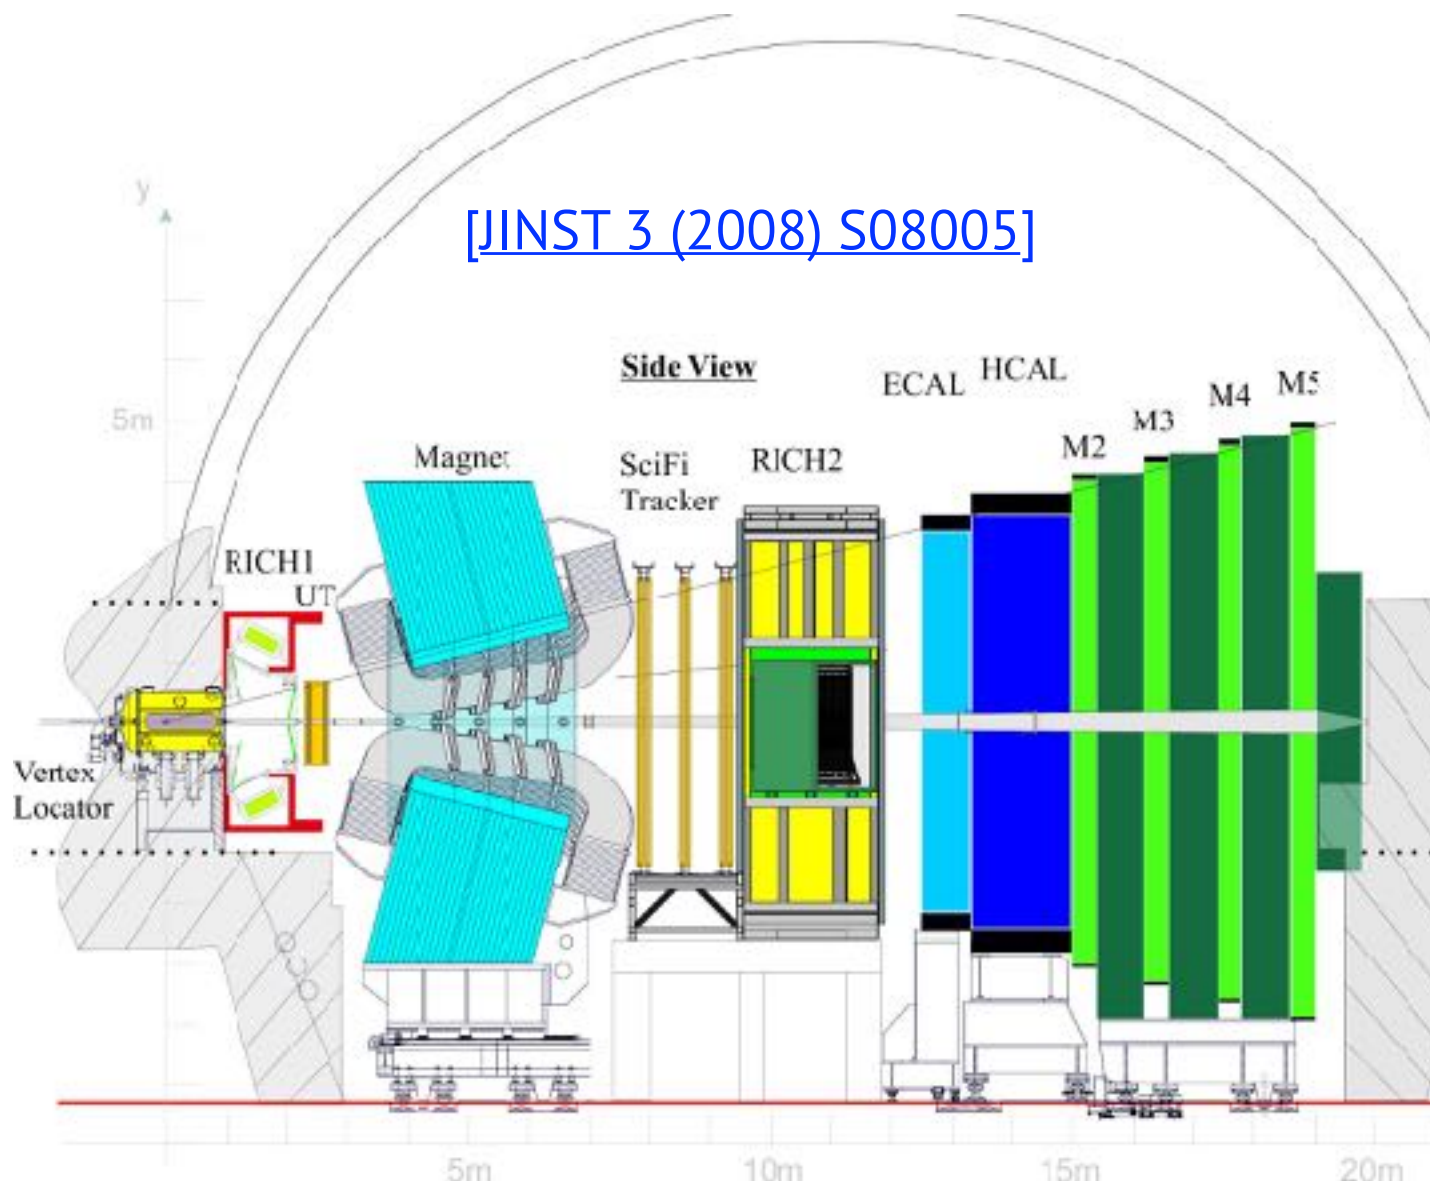 y
[JINST 3 (2008) S08005]
Side View
ECAL
HCAL
M5
M4
M3
M2
5m
Magnet
SciFi
Tracker
RICH2
RICH1
UT
Vertex
Locator
5m
10m
15m
20m